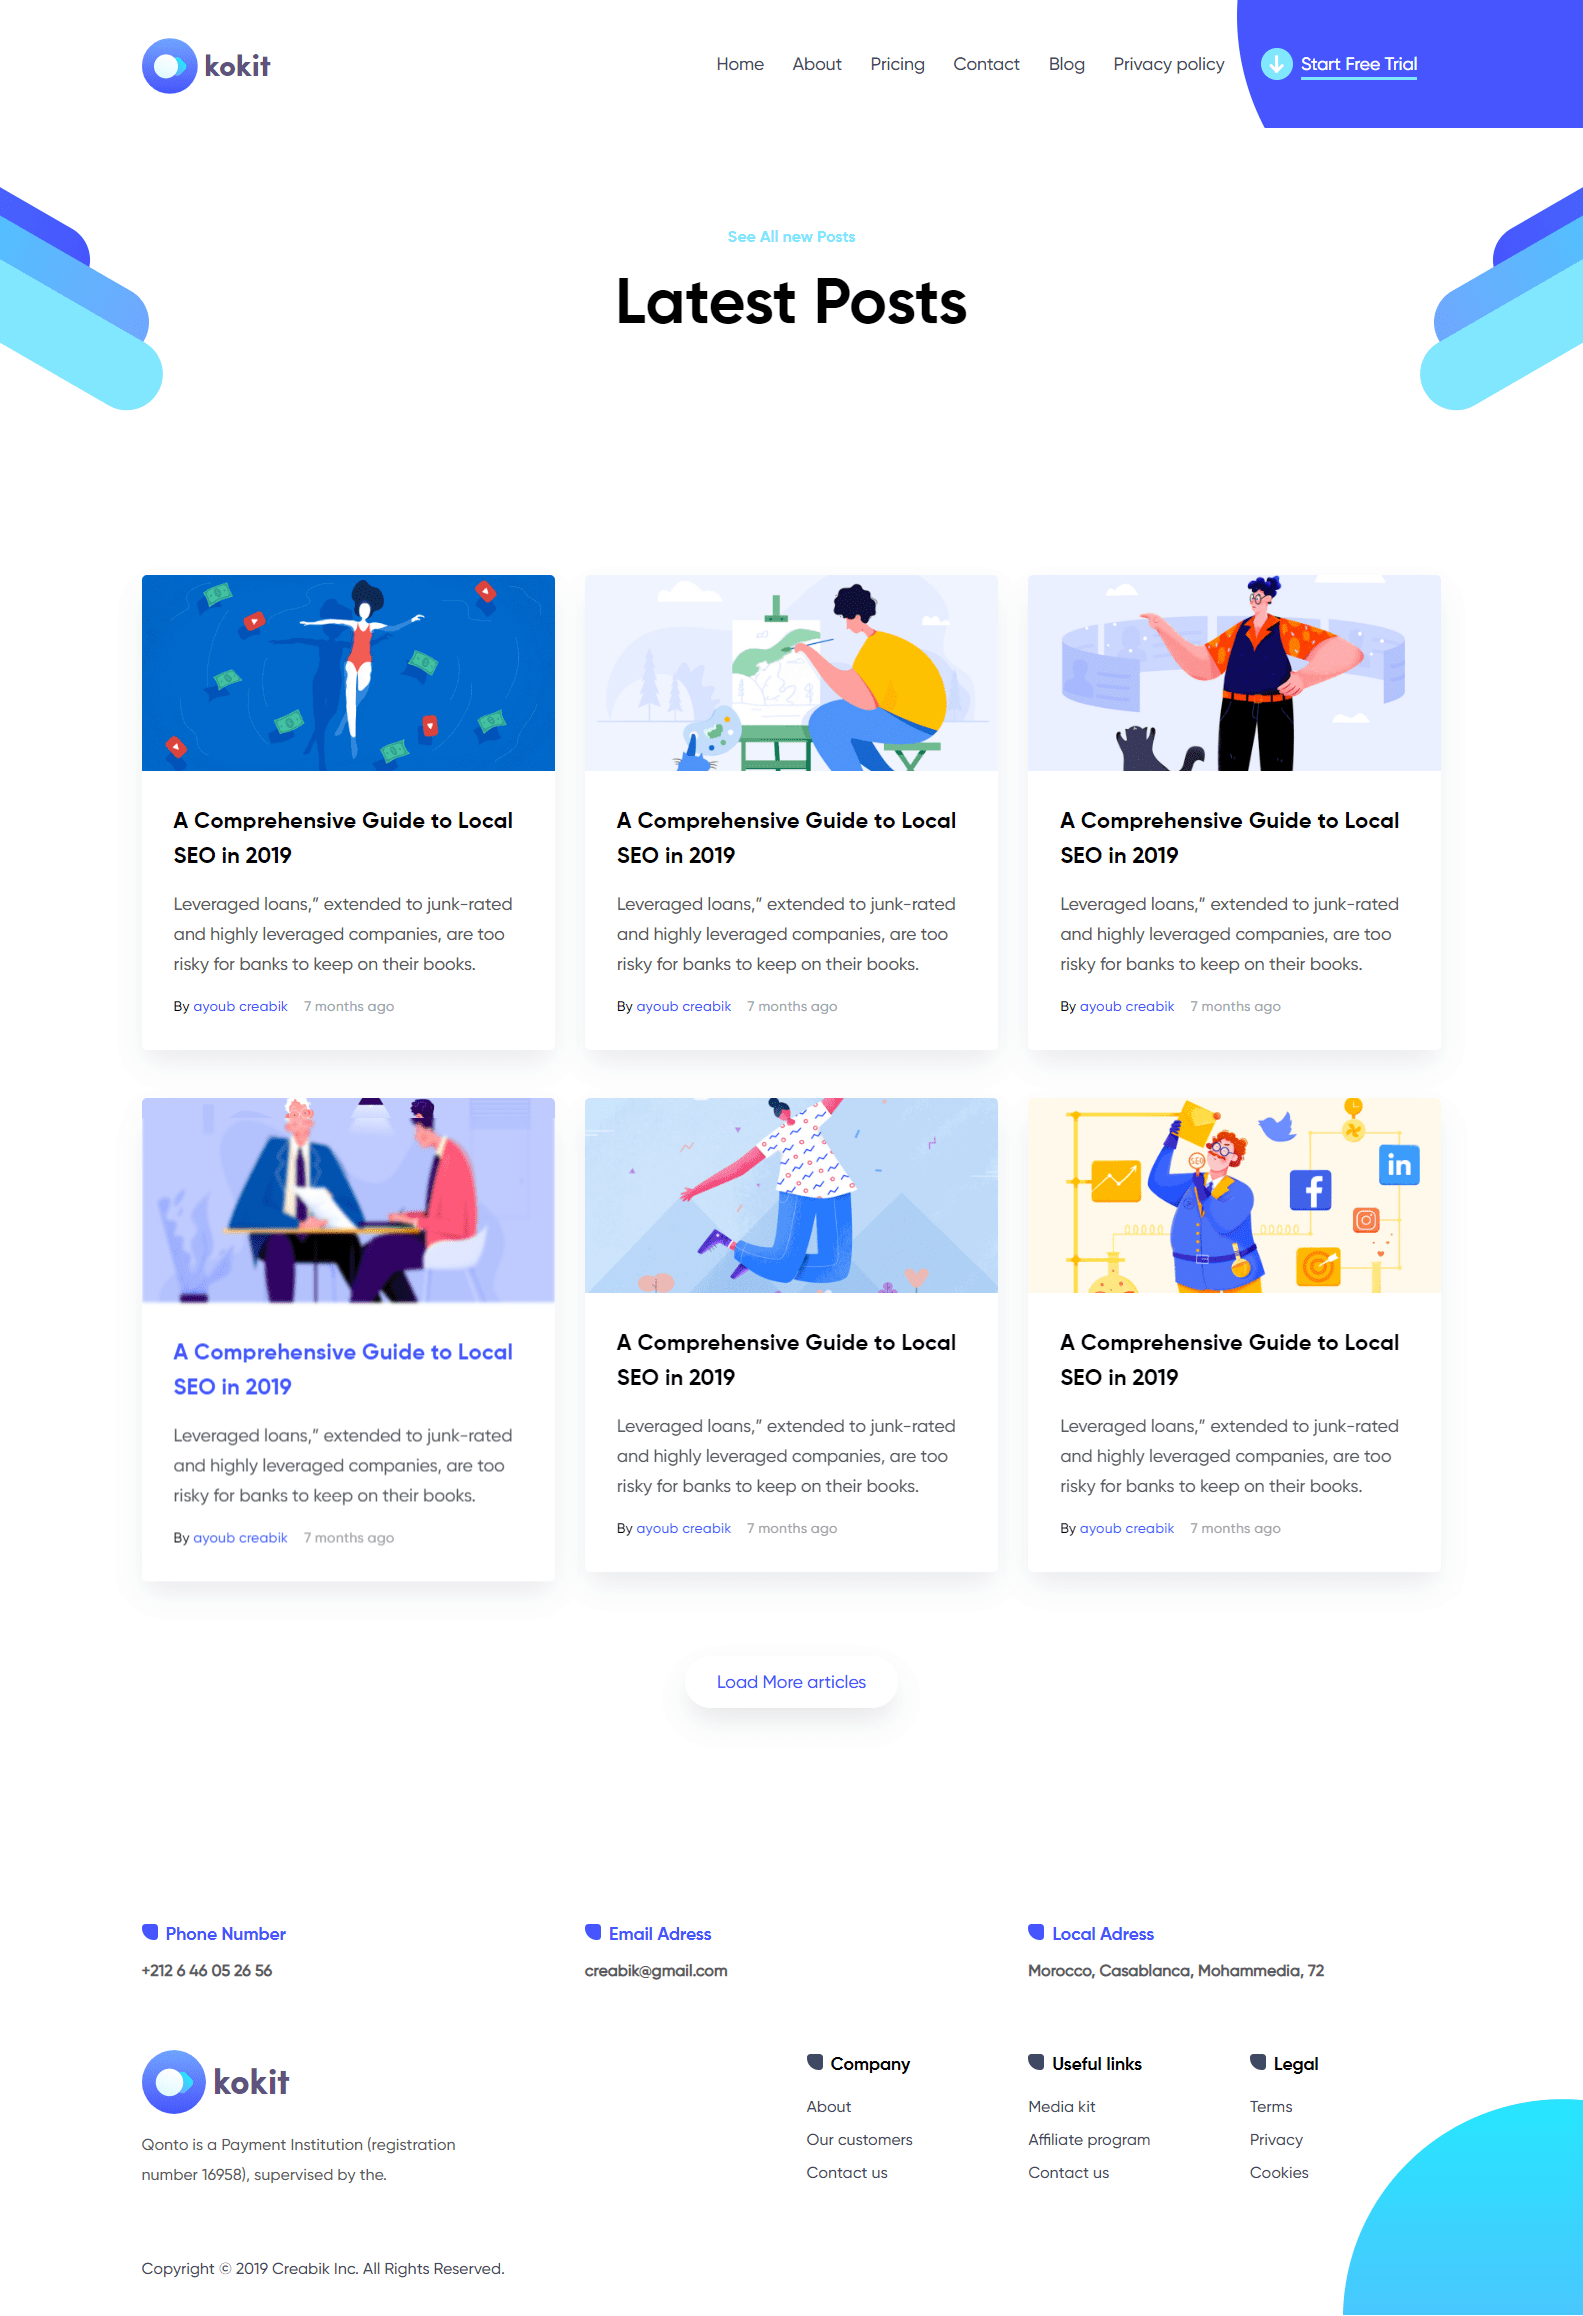 kokit
Home About Pricing Contact Blog Privacy policy Start Free Trial
See All new Posts
Latest Posts
A Comprehensive Guide to Local
SEO in 2019
Leveraged loans,” extended to junk-rated
and highly leveraged companies, are too
risky for banks to keep on their books.
By ayoub creabik 7 months ago
A Comprehensive Guide to Local
SEO in 2019
Leveraged loans,” extended to junk-rated
and highly leveraged companies, are too
risky for banks to keep on their books.
By ayoub creabik 7 months ago
A Comprehensive Guide to Local
SEO in 2019
Leveraged loans,” extended to junk-rated
and highly leveraged companies, are too
risky for banks to keep on their books.
By ayoub creabik 7 months ago
A Comprehensive Guide to Local
SEO in 2019
Leveraged loans,” extended to junk-rated
and highly leveraged companies, are too
risky for banks to keep on their books.
By ayoub creabik 7 months ago
A Comprehensive Guide to Local
SEO in 2019
Leveraged loans,” extended to junk-rated
and highly leveraged companies, are too
risky for banks to keep on their books.
By ayoub creabik 7 months ago
SEO
in
f
A Comprehensive Guide to Local
SEO in 2019
Leveraged loans,” extended to junk-rated
and highly leveraged companies, are too
risky for banks to keep on their books.
By ayoub creabik 7 months ago
Load More articles
Phone Number
+212 6 46 05 26 56
Email Adress
creabik@gmail.com
Local Adress
Morocco, Casablanca, Mohammedia, 72
kokit
Qonto is a Payment Institution (registration
number 16958), supervised by the.
Company
About
Our customers
Contact us
Useful links
Media kit
Affiliate program
Contact us
Legal
Terms
Privacy
Cookies
Copyright © 2019 Creabik Inc. All Rights Reserved.